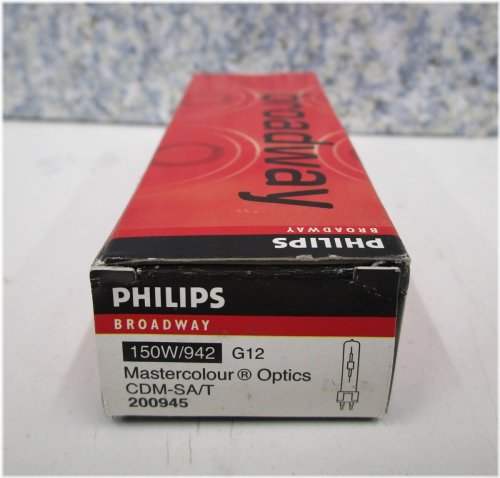 broadway
PHILIPS
BROADWAY
PHILIPS
BROADWAY
150W/942 G12
Mastercolour ® Optics
CDM-SA/T
200945